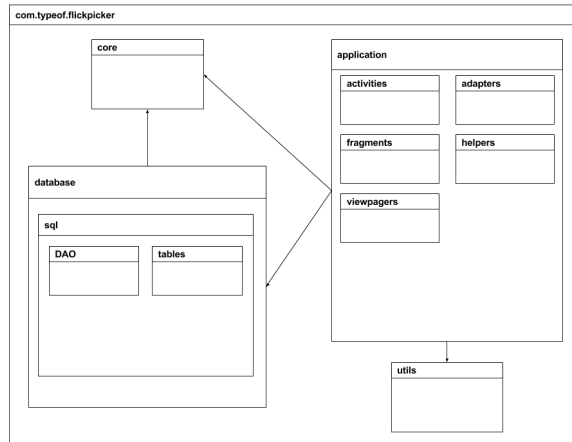 com.typeof.flickpicker
core
application
activities
adapters
fragments
helpers
viewpagers
database
sql
DAO
tables
utils